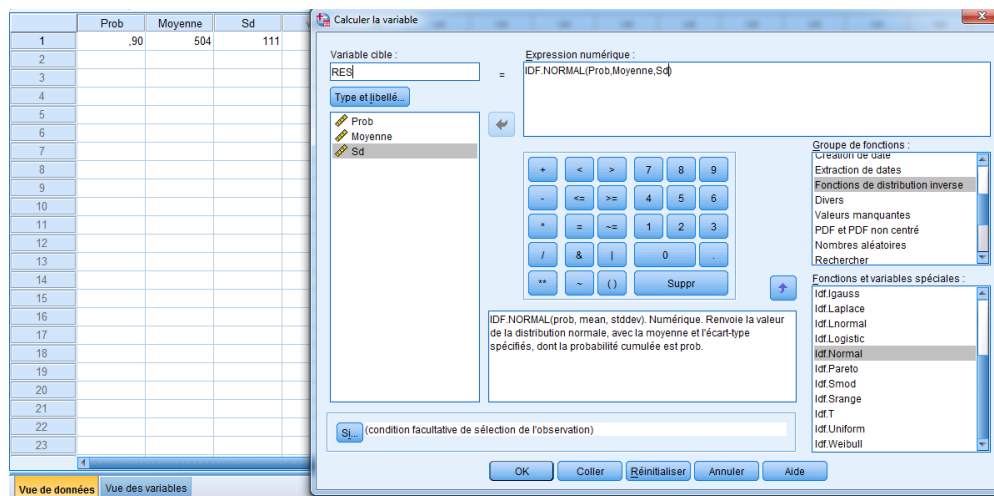 Prob Moyenne Sd
1 ,90 504 111
2
3
4
5
6
7
8
9
10
11
12
13
14
15
16
17
18
19
20
21
22
23
Vue de données Vue des variables
Calculer la variable
Variable cible :
RES
=
Type et libellé...
Prob
Moyenne
Sd
Expression numérique :
IDF.NORMAL(Prob,Moyenne,Sd)
+ < > 7 8 9
- <= >= 4 5 6
* = ~= 1 2 3
/ & | 0 .
** ~ ( ) Suppr
IDF.NORMAL(prob, mean, stddev). Numérique. Renvoie la valeur
de la distribution normale, avec la moyenne et l'écart-type
spécifiés, dont la probabilité cumulée est prob.
Groupe de fonctions :
Création de date
Extraction de dates
Fonctions de distribution inverse
Divers
Valeurs manquantes
PDF et PDF non centré
Nombres aléatoires
Rechercher
Fonctions et variables spéciales :
Idf.Igauss
Idf.Laplace
Idf.Lnormal
Idf.Logistic
Idf.Normal
Idf.Pareto
Idf.Smod
Idf.Srange
Idf.T
Idf.Uniform
Idf.Weibull
Si... (condition facultative de sélection de l'observation)
OK Coller Réinitialiser Annuler Aide